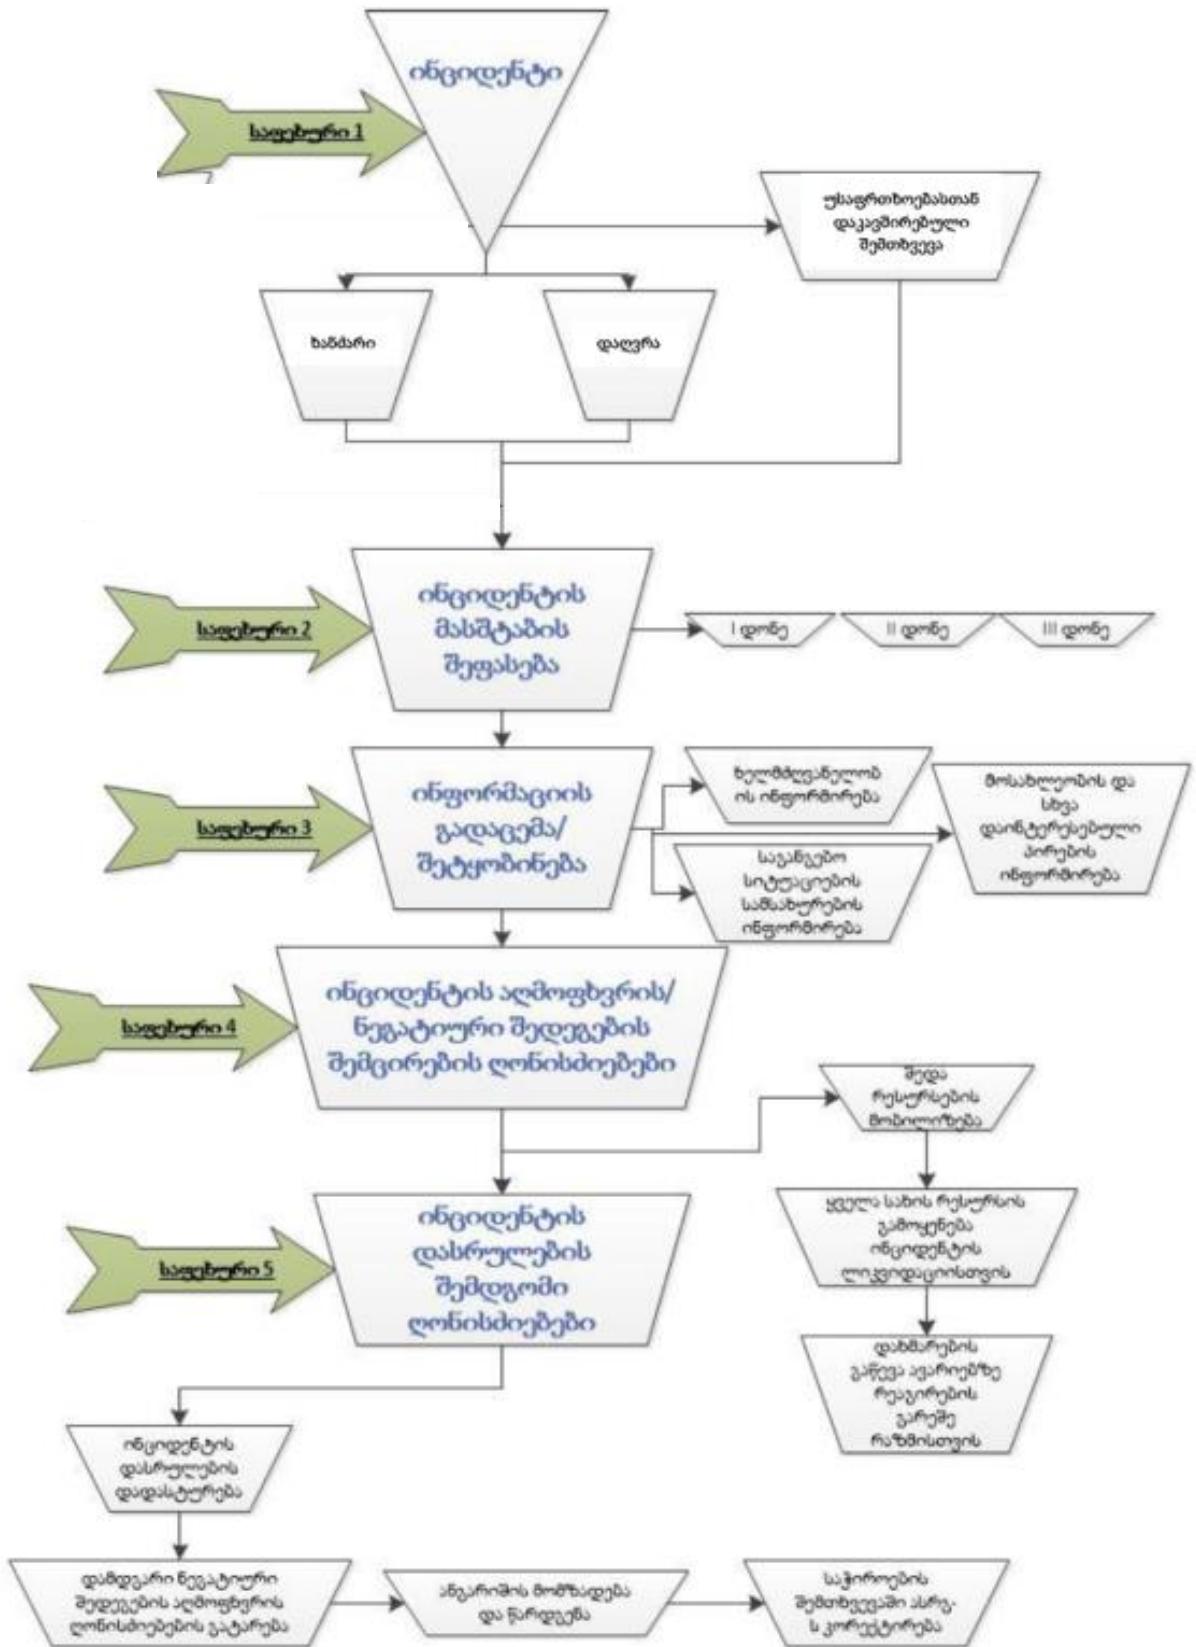 ინციდენტი
საფეხური 1
უსაფრთხოებასთან
დაკავშირებული
შემთხვევა
ხანძარი
დაღვრა
ინციდენტის
მასშტაბის
შეფასება
საფეხური 2
I დონე
II დონე
III დონე
ინფორმაციის
გადაცემა/
შეტყობინება
საფეხური 3
ხელმძღვანელობ
ის ინფორმირება
მოსახლეობის და
სხვა
დაინტერესებული
პირების
ინფორმირება
საგანგებო
სიტუაციების
სამსახურების
ინფორმირება
ინციდენტის აღმოფხვრის/
ნეგატიური შედეგების
შემცირების ღონისძიებები
საფეხური 4
შედა
რესურსების
მობილიზება
ინციდენტის
დასრულების
შემდგომი
ღონისძიებები
საფეხური 5
ყველა სახის რესურსის
გამოყენება
ინციდენტის
ლიკვიდაციისთვის
დახმარების
გაწევა ავარიებზე
რეაგირების
გარეშე
რაზმისთვის
ინციდენტის
დასრულების
დადასტურება
დამდგარი ნეგატიური
შედეგების აღმოფხვრის
ღონისძიებების გატარება
ანგარიშის მომზადება
და წარდგენა
საჭიროების
შემთხვევაში ასრგ-
ს კორექტირება